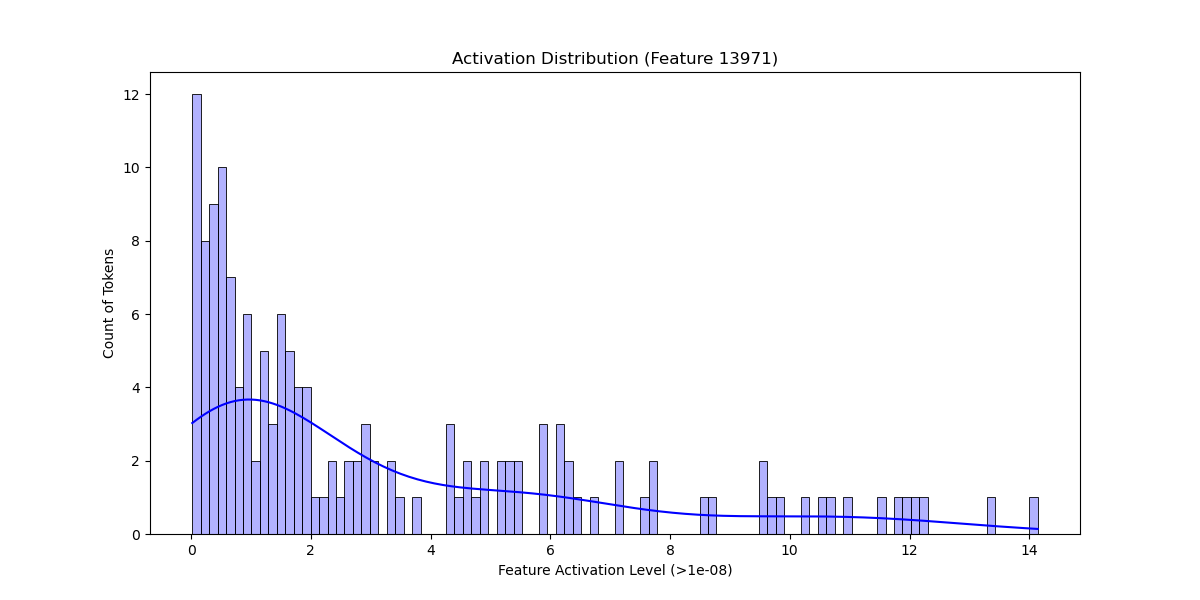 Activation Distribution (Feature 13971)
12
10
8
6
4
2
0
Count of Tokens
0 2 4 6 8 10 12 14
Feature Activation Level (>1e-08)